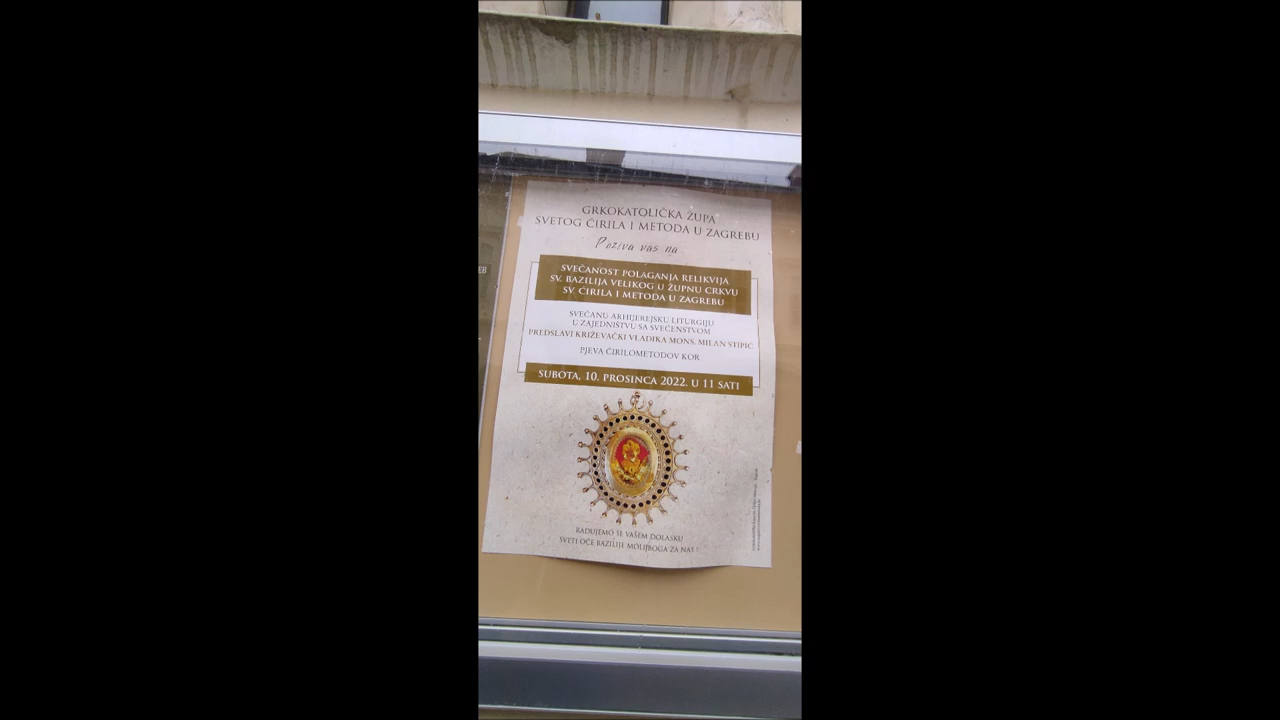 GRKOKATOLIČKA ŽUPA
SVETOG ĆIRILA I METODA U ZAGREBU
Poziva vas na
SVEČANOST POLAGANJA RELIKVIJA
SV. BAZILIJA VELIKOG U ŽUPNU CRKVU
SV. ĆIRILA I METODA U ZAGREBU
SVEČANU ARHIJEREJSKU LITURGIJU
U ZAJEDNIŠTVU SA SVEĆENSTVOM
PREDSLAVI KRIŽEVAČKI VLADIKA MONS. MILAN STIPIĆ
PJEVA ĆIRILOMETODOV KOR
SUBOTA, 10. PROSINCA 2022. U 11 SATI
RADUJEMO SE VAŠEM DOLASKU
SVETI OČE BAZILIJE MOLI BOGA ZA NAS !
EB